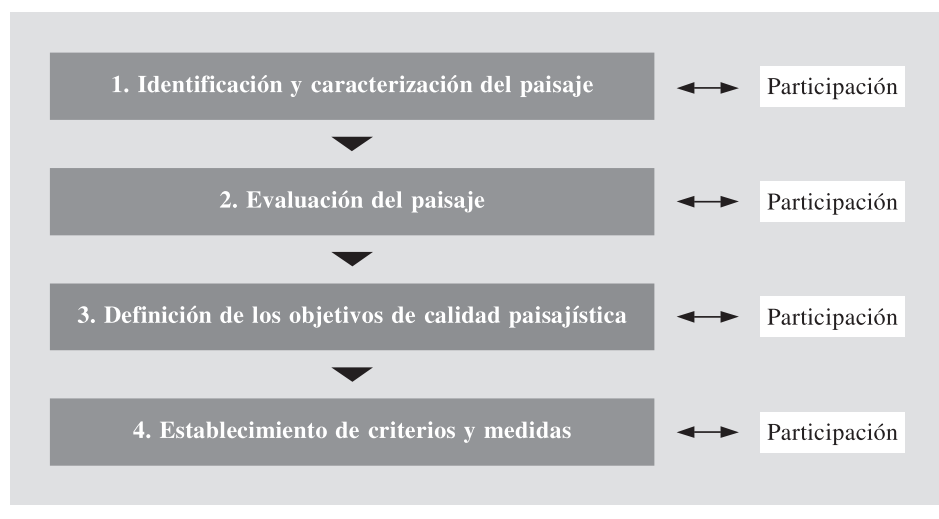 1. Identificación y caracterización del paisaje
Participación
2. Evaluación del paisaje
Participación
3. Definición de los objetivos de calidad paisajística
Participación
4. Establecimiento de criterios y medidas
Participación